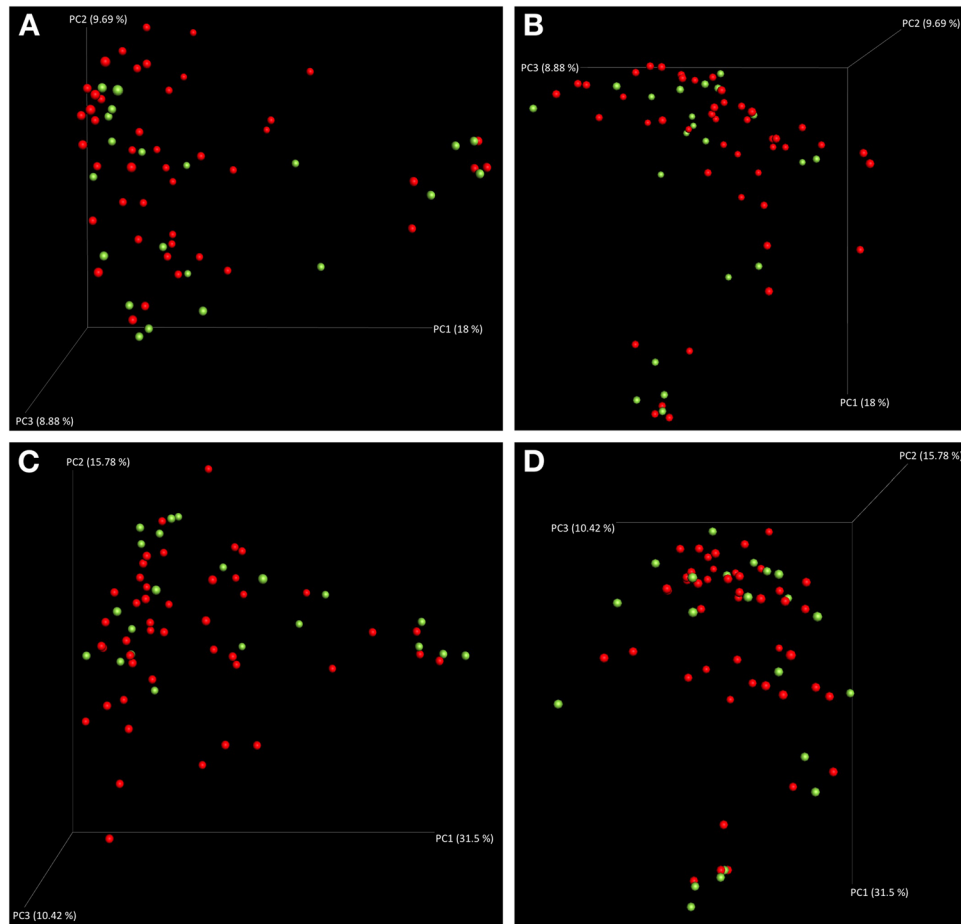 A
PC2 (9.69 %)
PC1 (18 %)
PC3 (8.88 %)
B
PC2 (9.69 %)
PC3 (8.88 %)
PC1 (18 %)
C
PC2 (15.78 %)
PC1 (31.5 %)
PC3 (10.42 %)
D
PC2 (15.78 %)
PC3 (10.42 %)
PC1 (31.5 %)